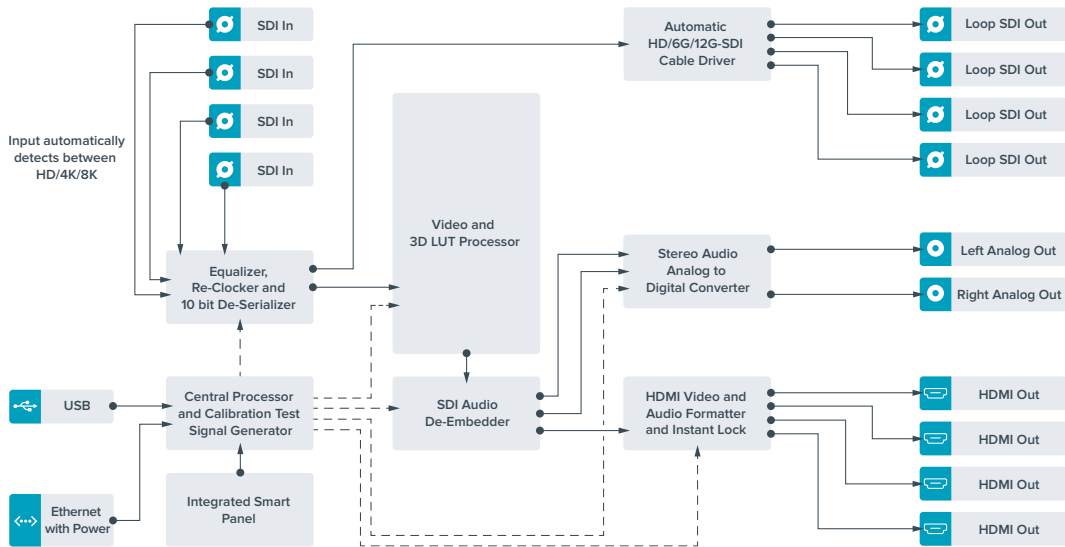 SDI In
SDI In
SDI In
SDI In
Input automatically
detects between
HD/4K/8K
Automatic
HD/6G/12G-SDI
Cable Driver
Loop SDI Out
Loop SDI Out
Loop SDI Out
Loop SDI Out
Video and
3D LUT Processor
Equalizer,
Re-Clocker and
10 bit De-Serializer
Stereo Audio
Analog to
Digital Converter
Left Analog Out
Right Analog Out
USB
Central Processor
and Calibration Test
Signal Generator
SDI Audio
De-Embedder
HDMI Video and
Audio Formatter
and Instant Lock
HDMI Out
HDMI Out
HDMI Out
HDMI Out
Ethernet
with Power
Integrated Smart
Panel